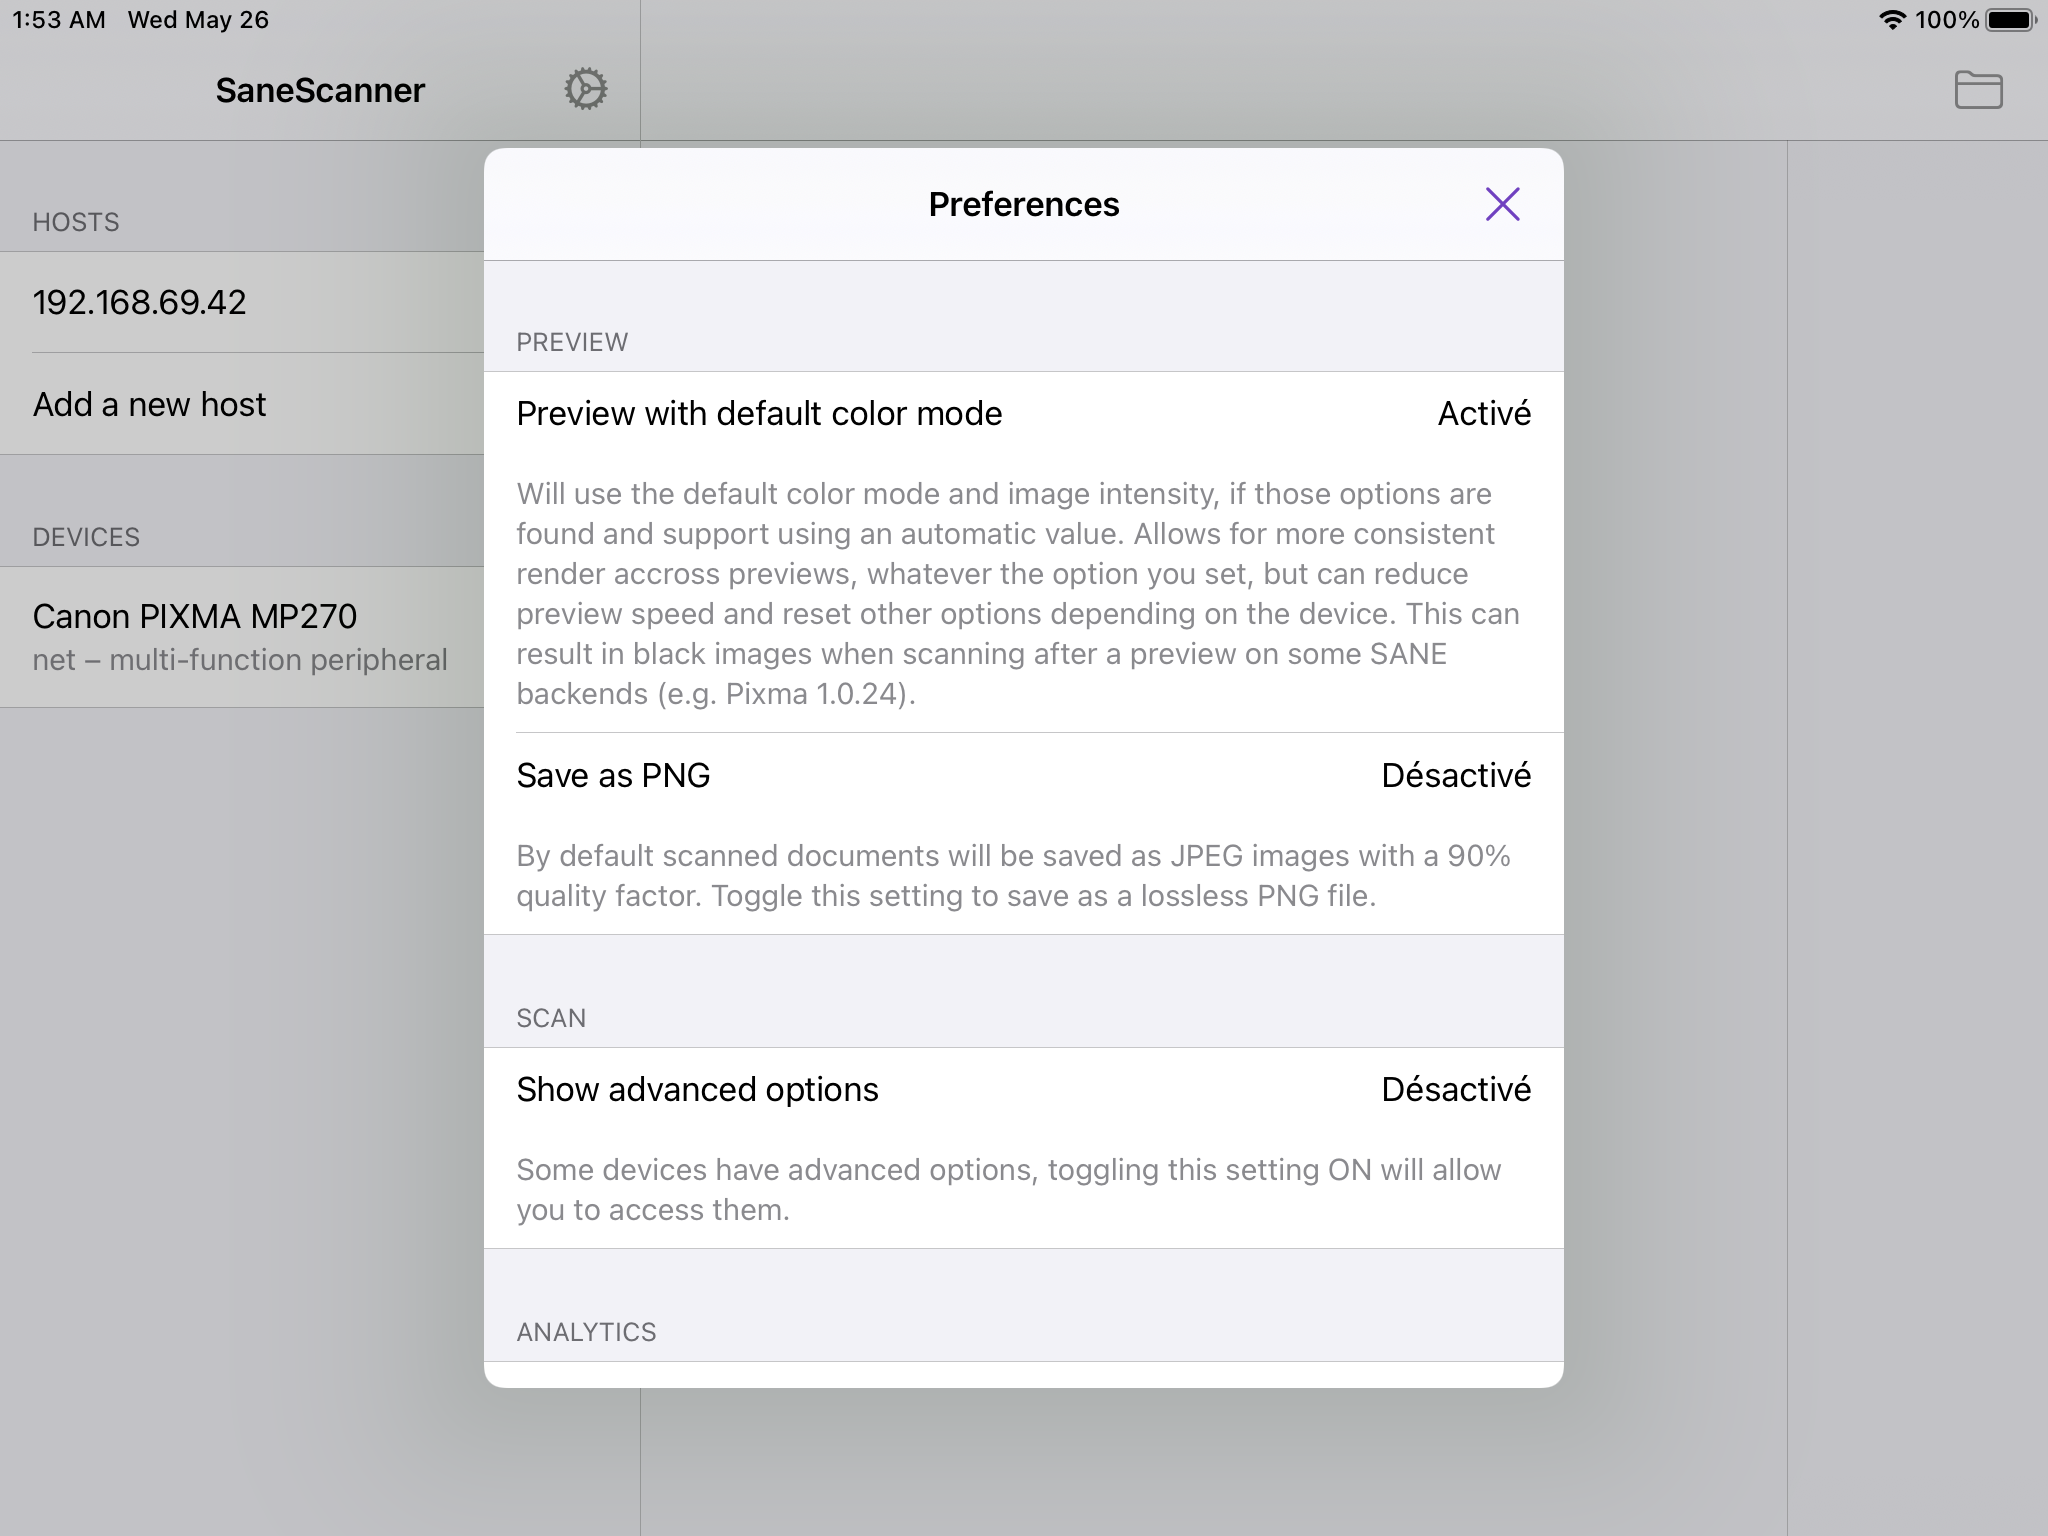 1:53 AM Wed May 26
100%
SaneScanner
HOSTS
192.168.69.42
Add a new host
DEVICES
Canon PIXMA MP270
net – multi-function peripheral
Preferences
PREVIEW
Preview with default color mode
Activé
Will use the default color mode and image intensity, if those options are
found and support using an automatic value. Allows for more consistent
render accross previews, whatever the option you set, but can reduce
preview speed and reset other options depending on the device. This can
result in black images when scanning after a preview on some SANE
backends (e.g. Pixma 1.0.24).
Save as PNG
Désactivé
By default scanned documents will be saved as JPEG images with a 90%
quality factor. Toggle this setting to save as a lossless PNG file.
SCAN
Show advanced options
Désactivé
Some devices have advanced options, toggling this setting ON will allow
you to access them.
ANALYTICS